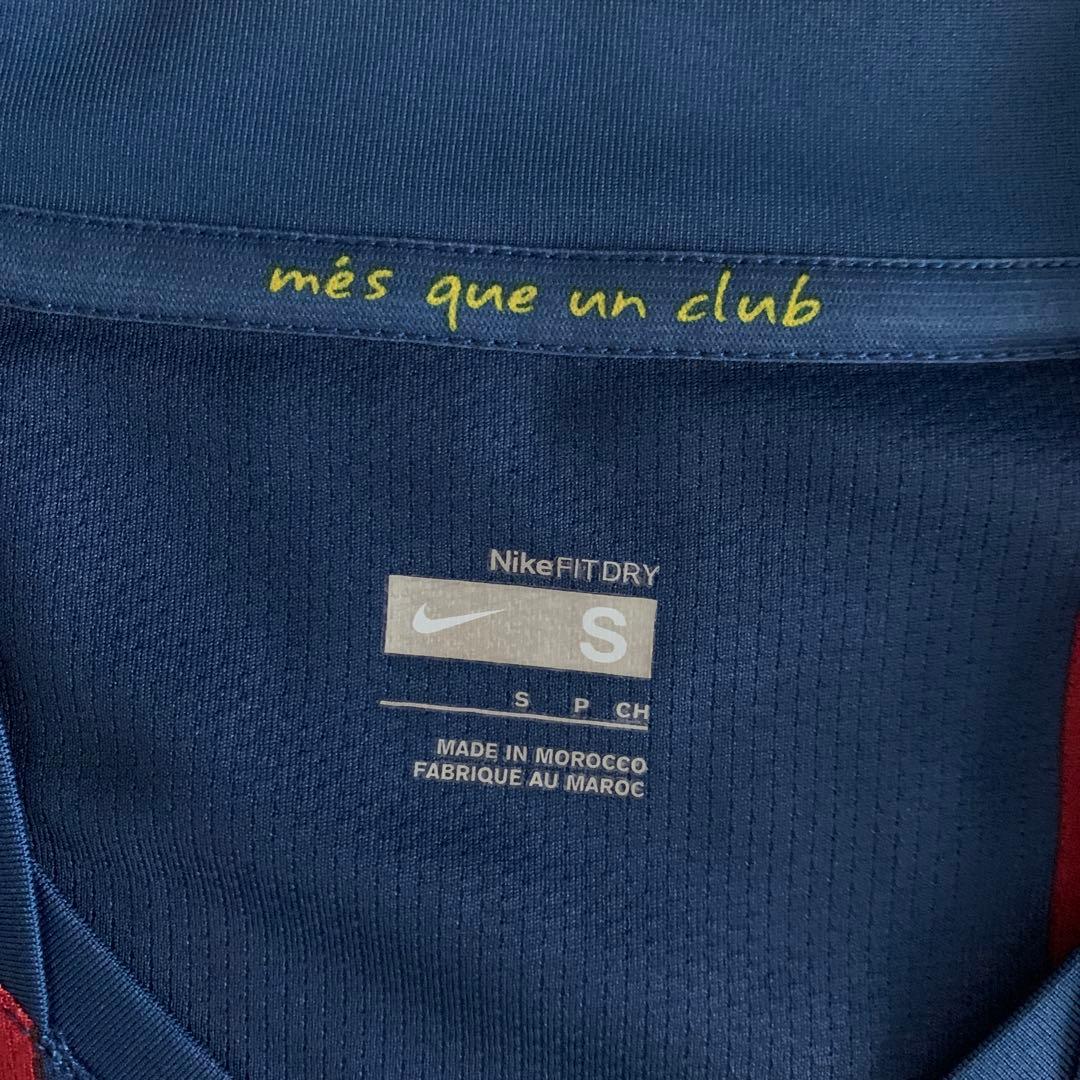 més que un club
NikeFITDRY
S
S P CH
MADE IN MOROCCO
FABRIQUE AU MAROC